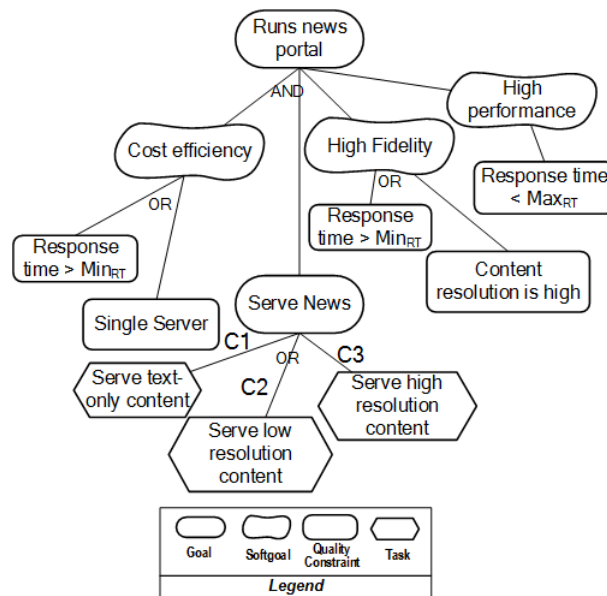 Runs news
portal
AND
High
performance
Cost efficiency
High Fidelity
OR
OR
Response time
< MaxRT
Response
time > MinRT
Response
time > MinRT
Content
resolution is high
Single Server
Serve News
C1
OR
C3
C2
Serve text-
only content
Serve high
resolution
content
Serve low
resolution
content
Goal
Softgoal
Quality
Constraint
Task
Legend